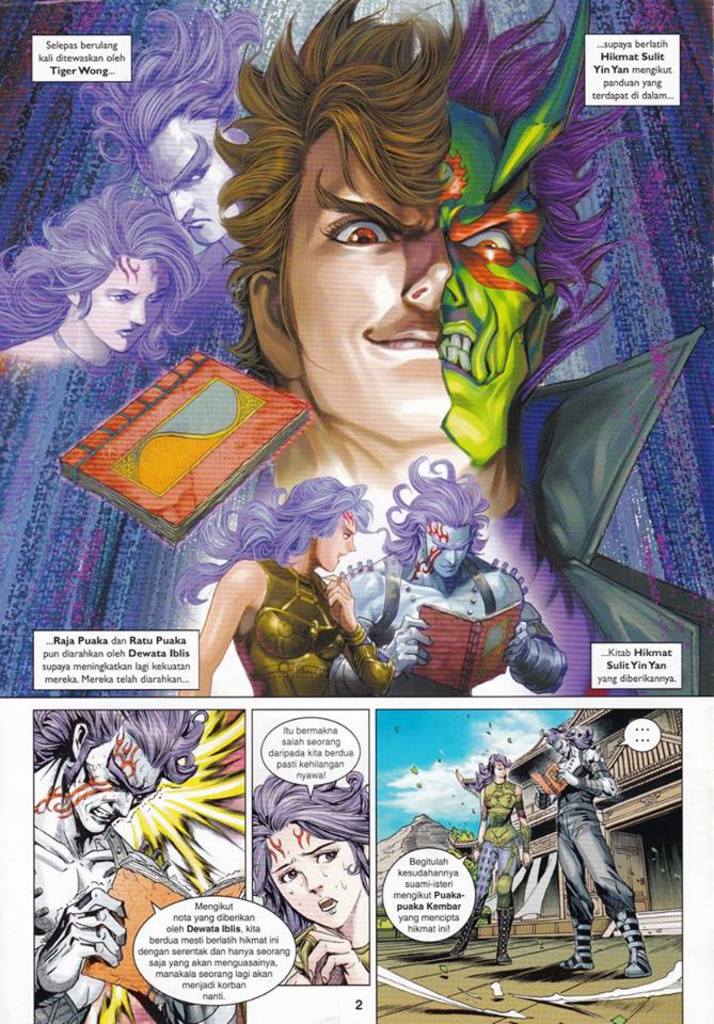 Selepas berulang
kali ditewaskan oleh
Tiger Wong...
...supaya berlatih
Hikmat Sulit
Yin Yan mengikut
panduan yang
terdapat di dalam...
...Raja Puaka dan Ratu Puaka
pun diarahkan oleh Dewata Iblis
supaya meningkatkan lagi kekuatan
mereka. Mereka telah diarahkan...
...Kitab Hikmat
Sulit Yin Yan
yang diberikannya.
Mengikut
nota yang diberikan
oleh Dewata Iblis, kita
berdua mesti berlatih hikmat ini
dengan serentak dan hanya seorang
saja yang akan menguasainya,
manakala seorang lagi akan
menjadi korban
nanti.
Itu bermakna
salah seorang
daripada kita berdua
pasti kehilangan
nyawa!
...
...
Begitulah
kesudahannya
suami-isteri
mengikut Puaka-
puaka Kembar
yang mencipta
hikmat ini!
2